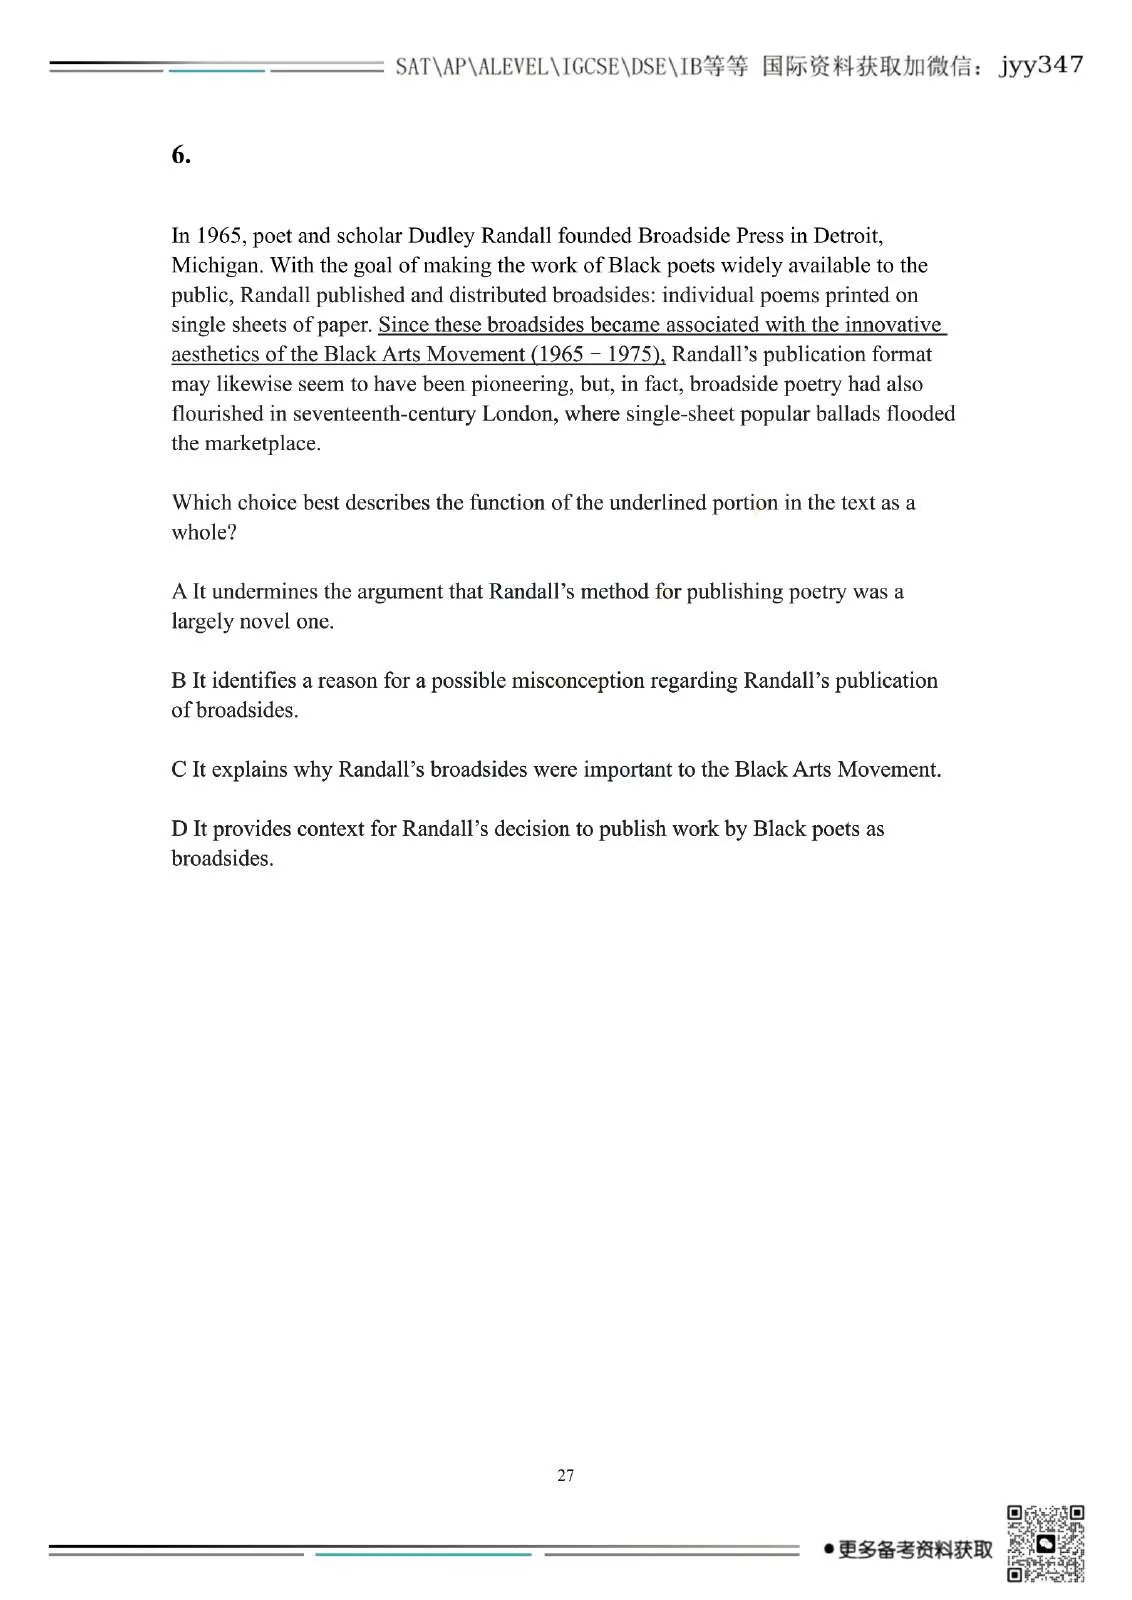 SAT\AP\ALEVEL\IGCSE\DSE\IB等等 国际资料获取加微信：jyy347
6.
In 1965, poet and scholar Dudley Randall founded Broadside Press in Detroit,
Michigan. With the goal of making the work of Black poets widely available to the
public, Randall published and distributed broadsides: individual poems printed on
single sheets of paper. Since these broadsides became associated with the innovative
aesthetics of the Black Arts Movement (1965 − 1975), Randall’s publication format
may likewise seem to have been pioneering, but, in fact, broadside poetry had also
flourished in seventeenth-century London, where single-sheet popular ballads flooded
the marketplace.
Which choice best describes the function of the underlined portion in the text as a
whole?
A It undermines the argument that Randall’s method for publishing poetry was a
largely novel one.
B It identifies a reason for a possible misconception regarding Randall’s publication
of broadsides.
C It explains why Randall’s broadsides were important to the Black Arts Movement.
D It provides context for Randall’s decision to publish work by Black poets as
broadsides.
27
●更多备考资料获取